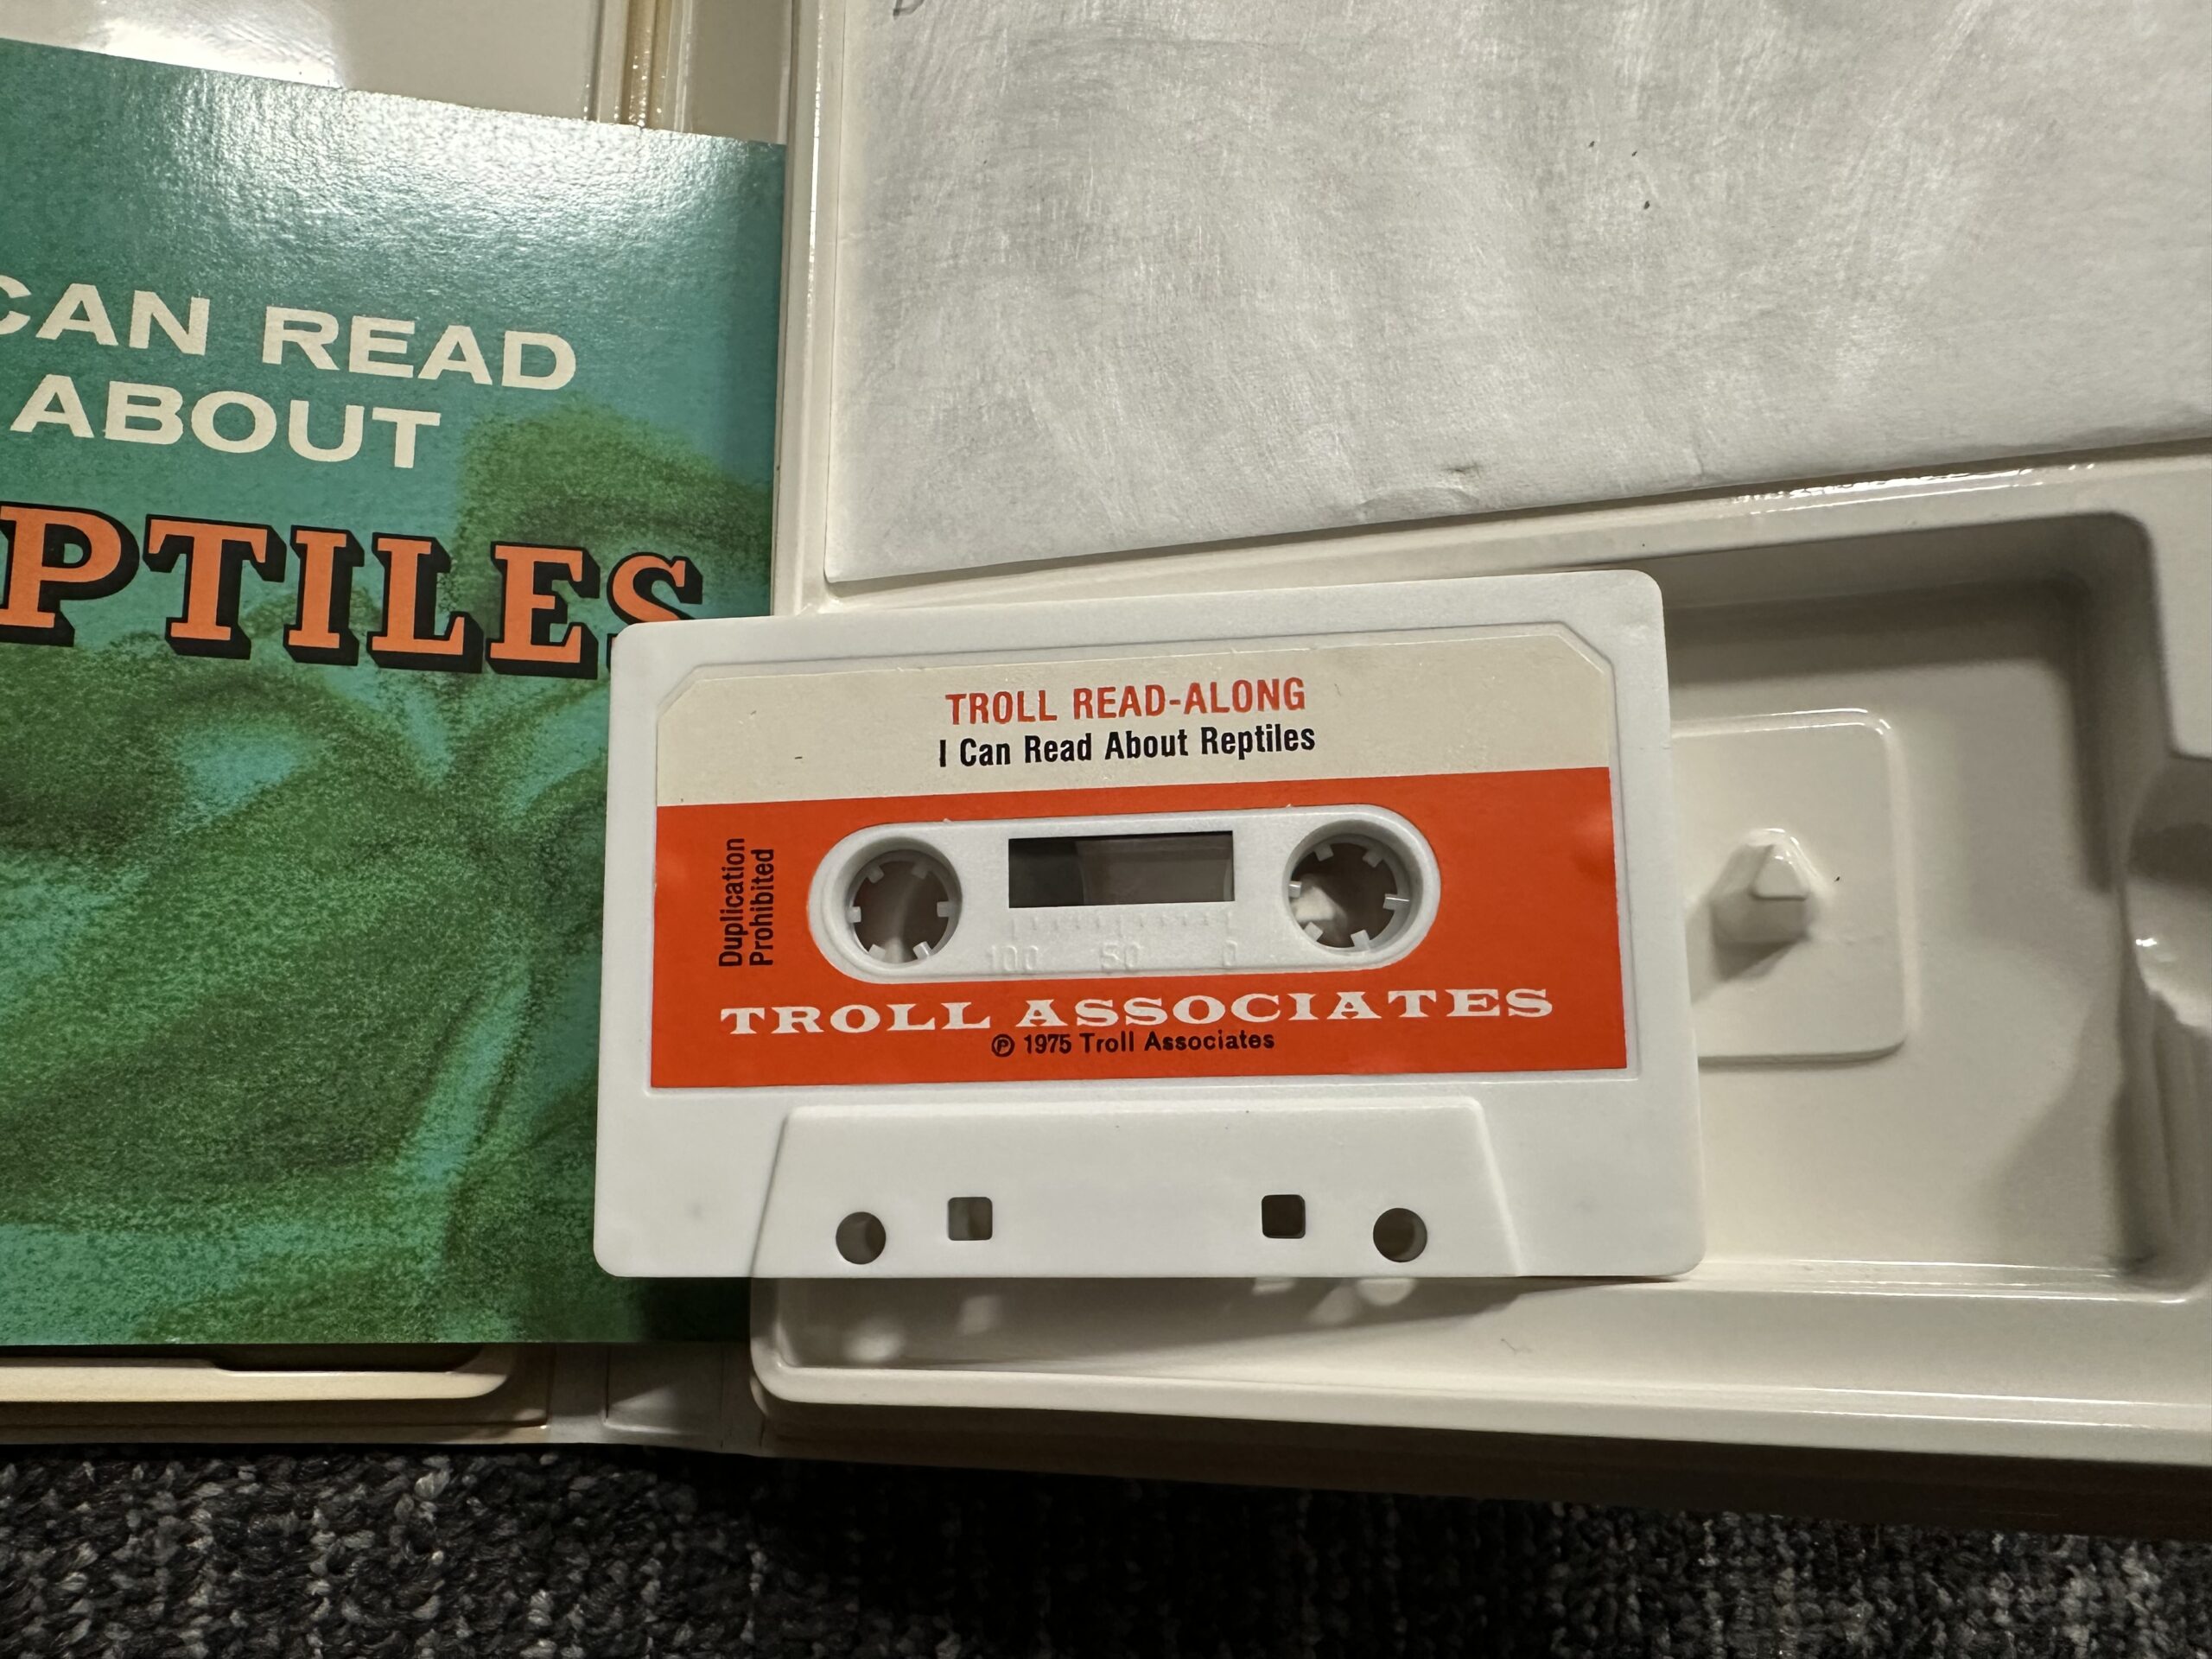 CAN READ
ABOUT
PTILES
TROLL READ-ALONG
I Can Read About Reptiles
Duplication
Prohibited
100 50 0
TROLL ASSOCIATES
℗ 1975 Troll Associates